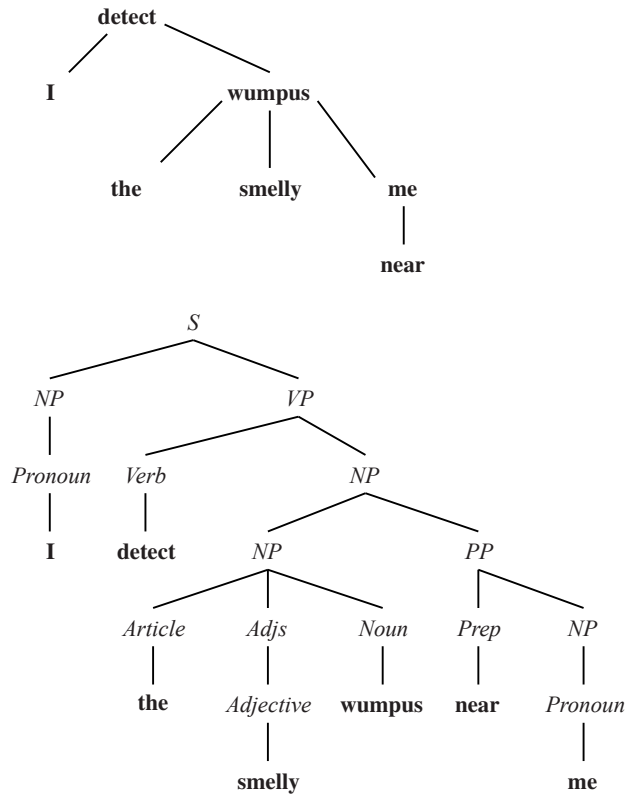 detect
I wumpus
the smelly me
near
S
NP VP
Pronoun Verb NP
I detect NP PP
Article Adjs Noun Prep NP
the Adjective wumpus near Pronoun
smelly me